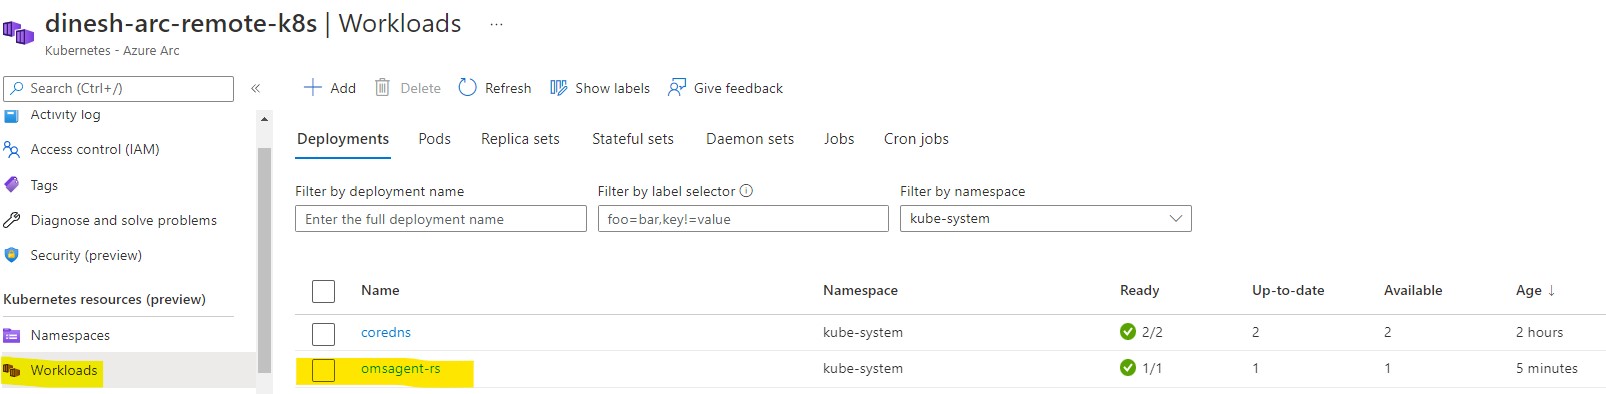 dinesh-arc-remote-k8s | Workloads ...
Kubernetes - Azure Arc
Search (Ctrl+/) «
Activity log
Access control (IAM)
Tags
Diagnose and solve problems
Security (preview)
Kubernetes resources (preview)
Namespaces
Workloads
Add Delete Refresh Show labels Give feedback
Deployments Pods Replica sets Stateful sets Daemon sets Jobs Cron jobs
Filter by deployment name Filter by label selector Filter by namespace
Enter the full deployment name foo=bar,key!=value kube-system
Name Namespace Ready Up-to-date Available Age ↓
coredns kube-system 2/2 2 2 2 hours
omsagent-rs kube-system 1/1 1 1 5 minutes